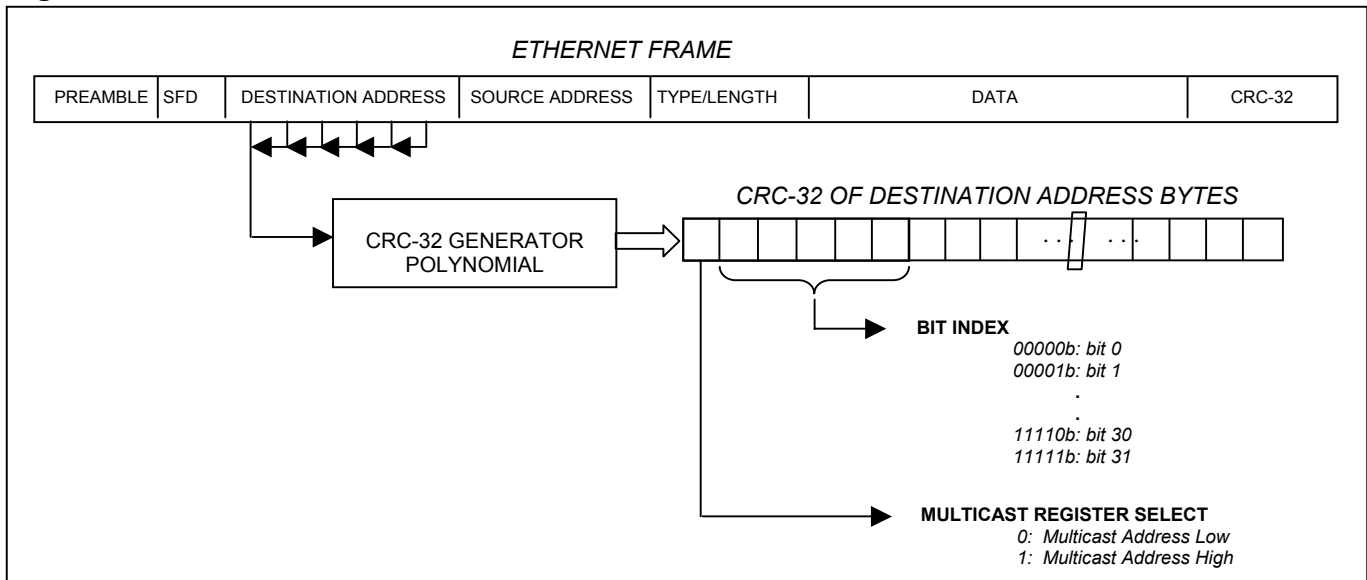 ETHERNET FRAME
PREAMBLE SFD DESTINATION ADDRESS SOURCE ADDRESS TYPE/LENGTH DATA CRC-32
CRC-32 OF DESTINATION ADDRESS BYTES
CRC-32 GENERATOR
POLYNOMIAL
. . . . . .
BIT INDEX
00000b: bit 0
00001b: bit 1
.
.
11110b: bit 30
11111b: bit 31
MULTICAST REGISTER SELECT
0: Multicast Address Low
1: Multicast Address High